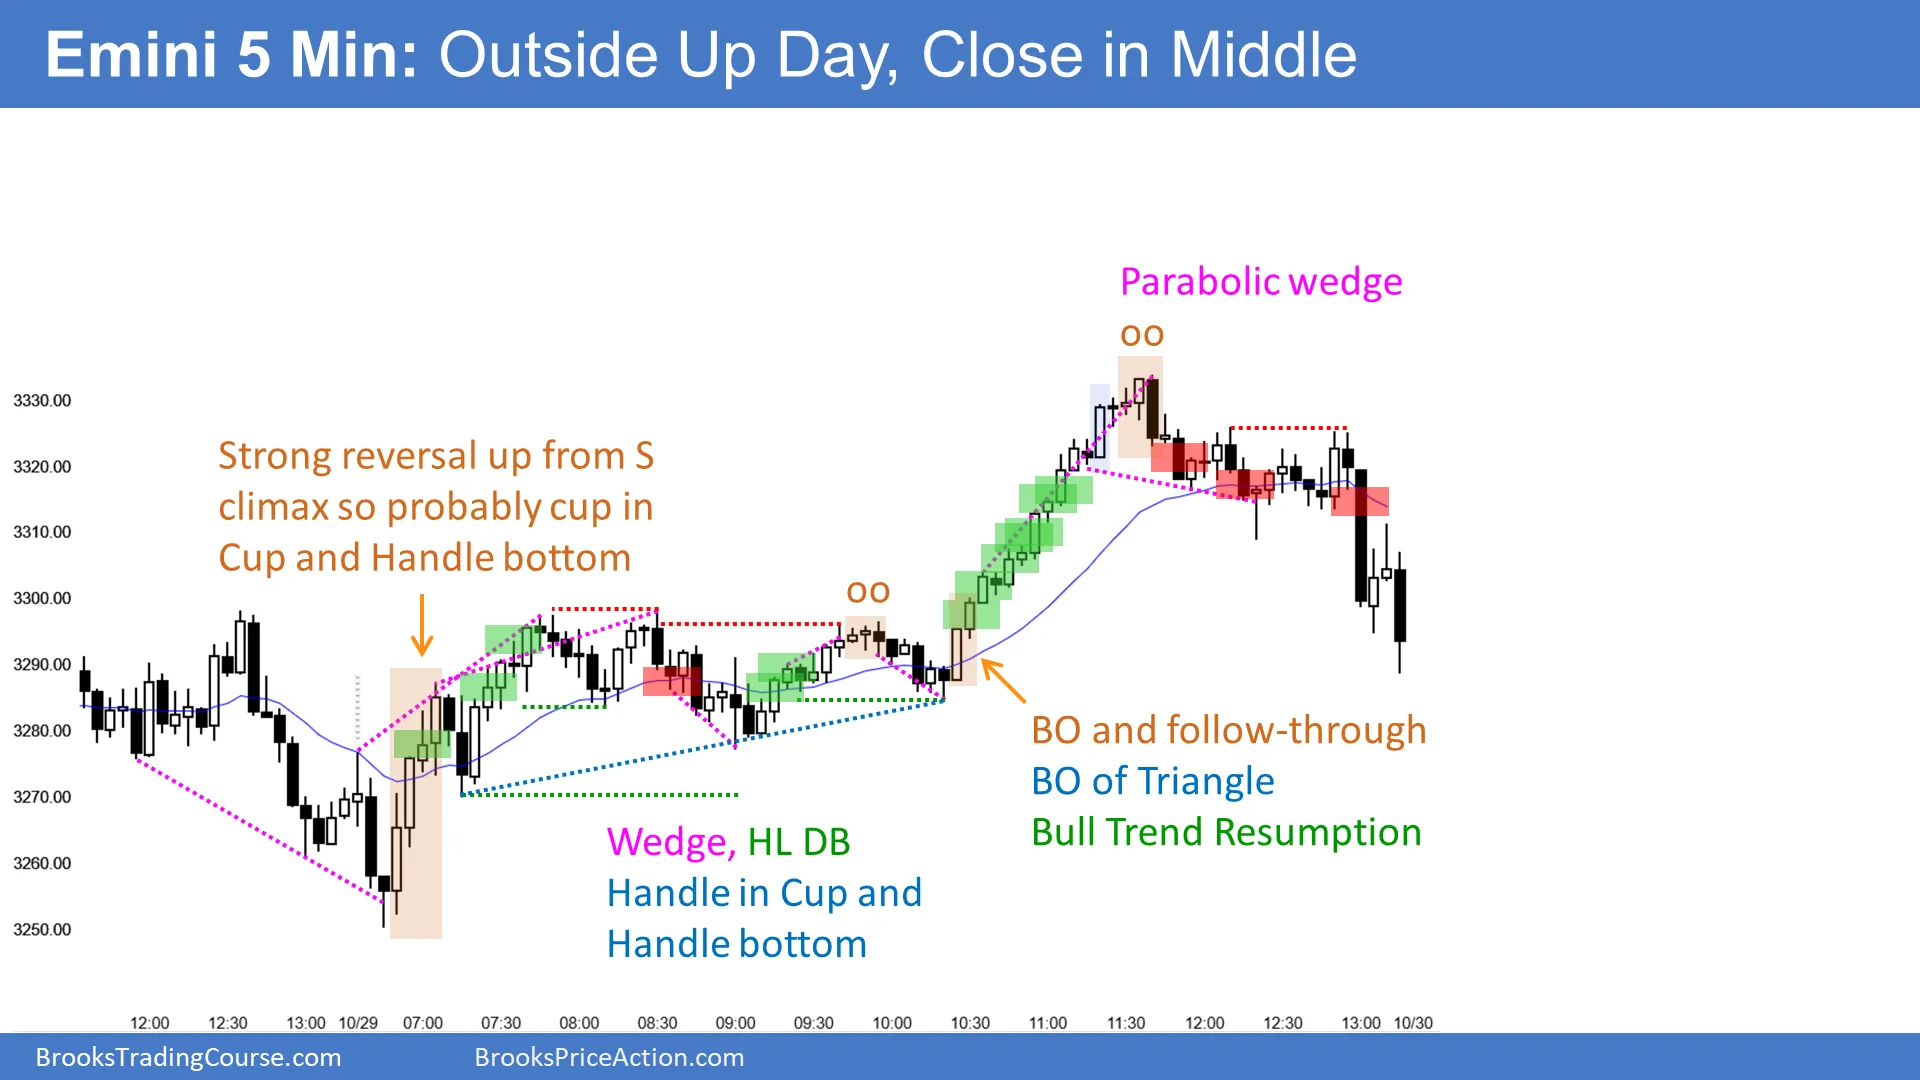 Emini 5 Min: Outside Up Day, Close in Middle
Parabolic wedge
oo
3330.00
3320.00
3310.00
3300.00
3290.00
3280.00
3270.00
3260.00
3250.00
Strong reversal up from S
climax so probably cup in
Cup and Handle bottom
oo
BO and follow-through
BO of Triangle
Bull Trend Resumption
Wedge, HL DB
Handle in Cup and
Handle bottom
12:00 12:30 13:00 10/29 07:00 07:30 08:00 08:30 09:00 09:30 10:00 10:30 11:00 11:30 12:00 12:30 13:00 10/30
BrooksTradingCourse.com BrooksPriceAction.com